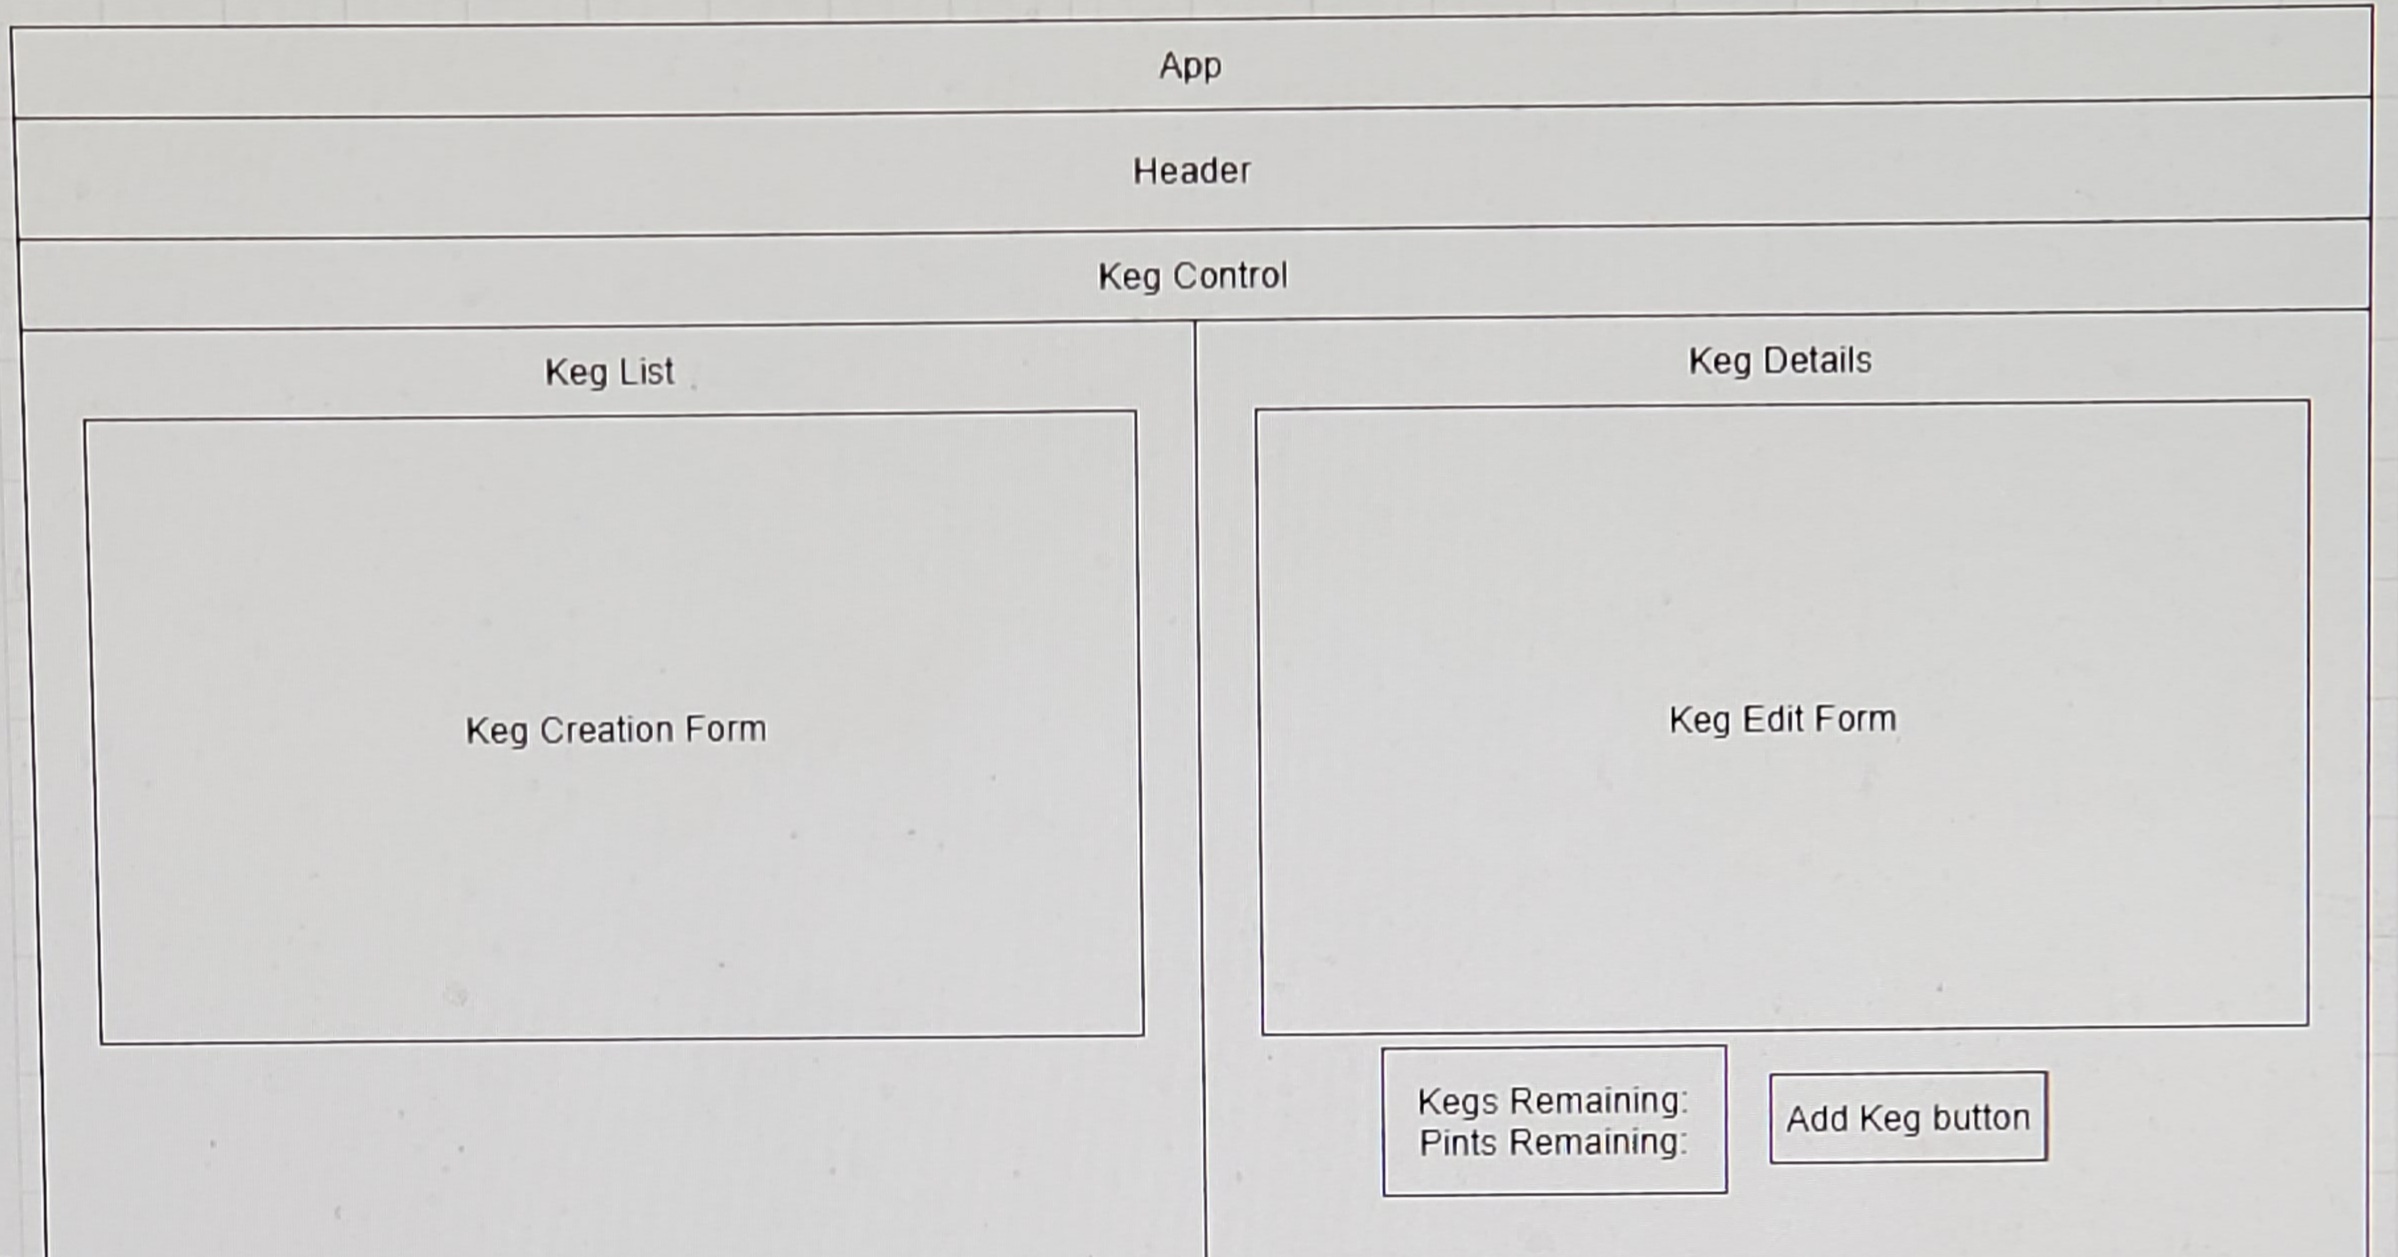 App
Header
Keg Control
Keg List
Keg Details
Keg Creation Form
Keg Edit Form
Kegs Remaining:
Pints Remaining:
Add Keg button